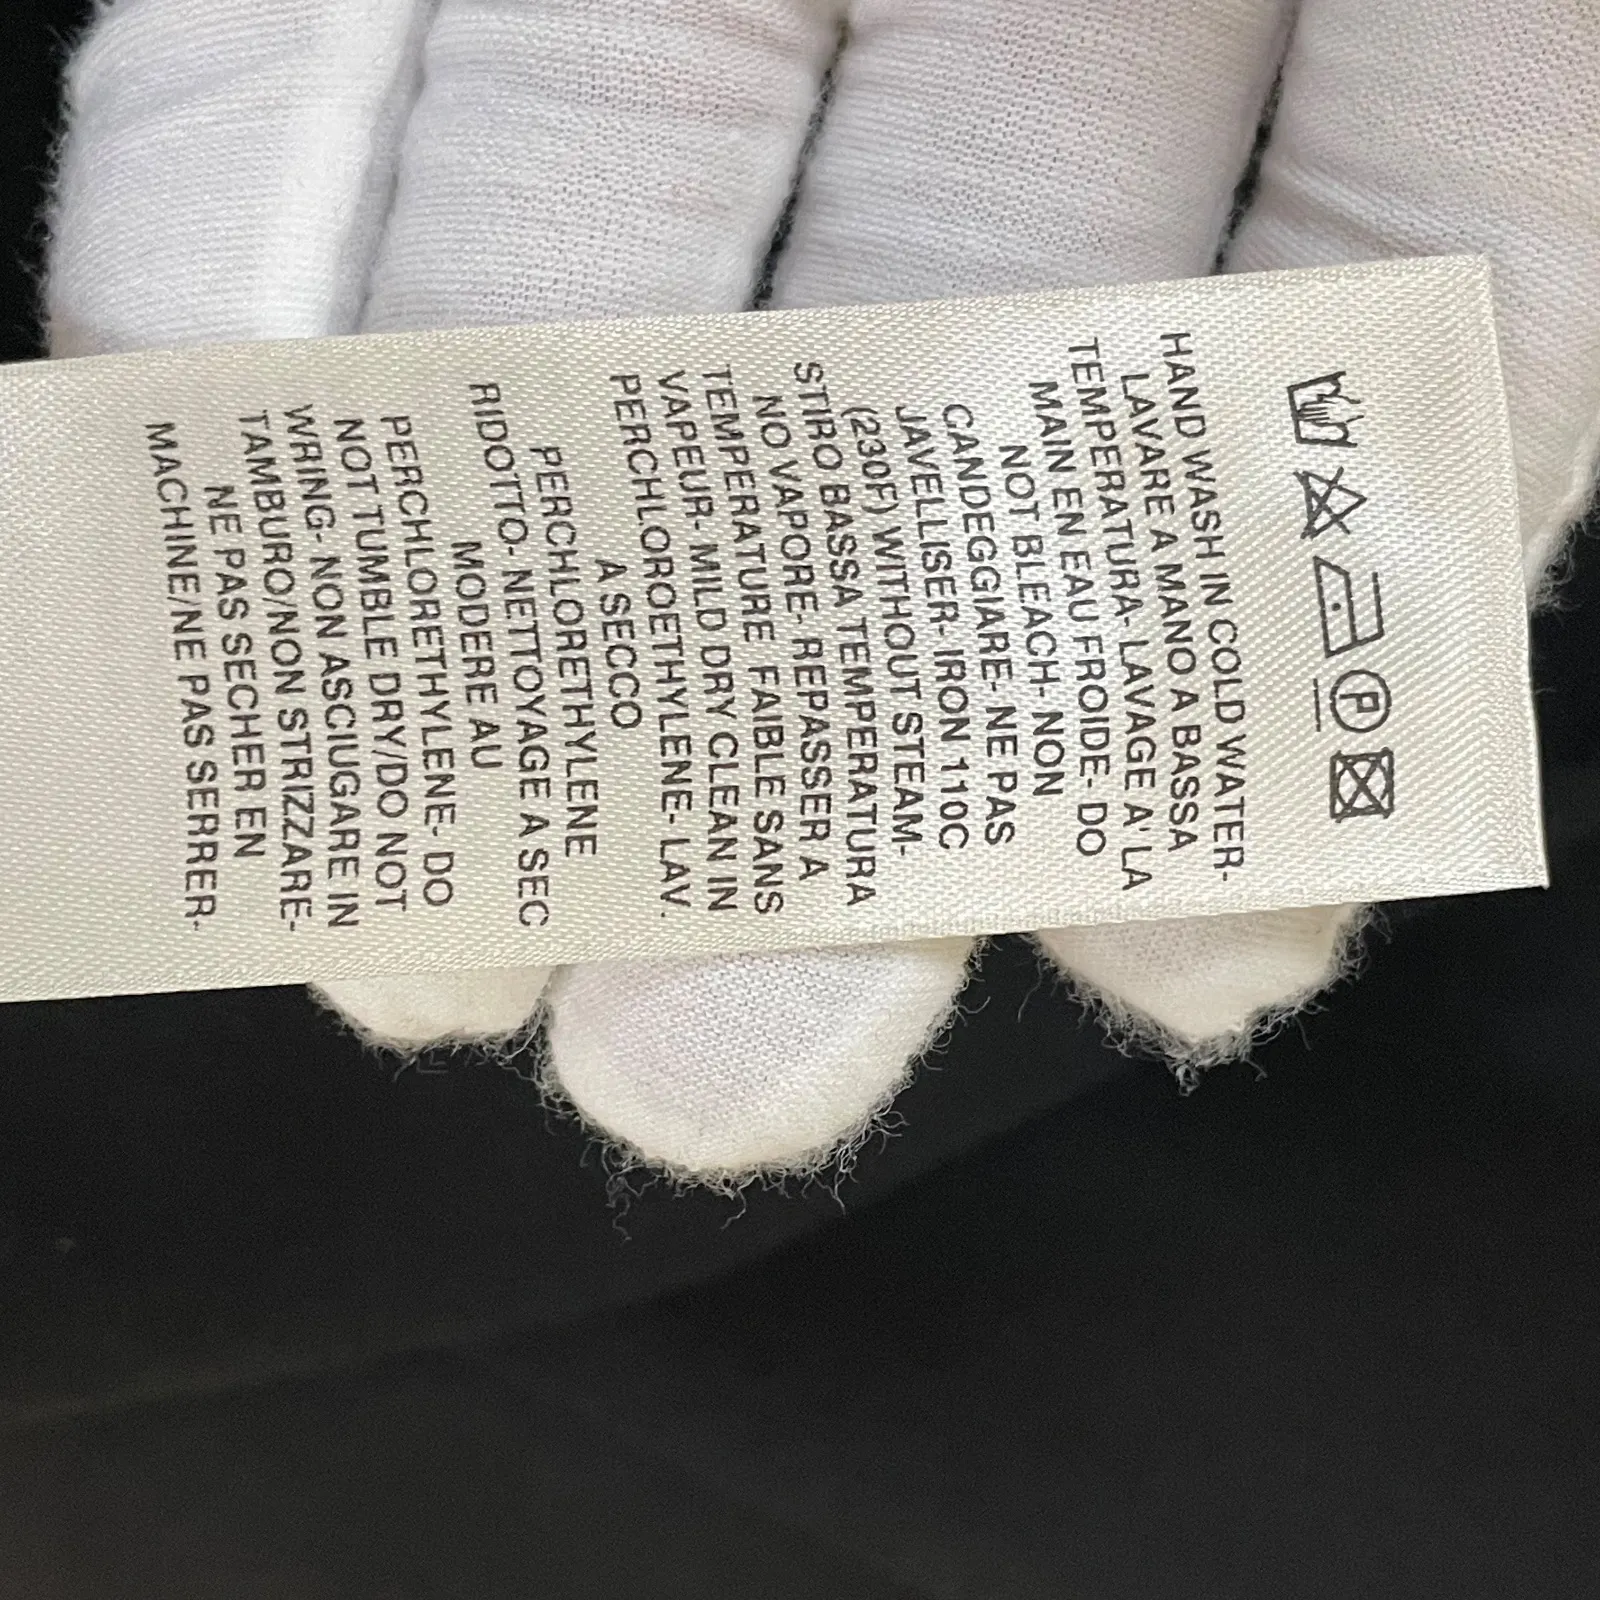 P
HAND WASH IN COLD WATER-
LAVARE A MANO A BASSA
TEMPERATURA- LAVAGE A' LA
MAIN EN EAU FROIDE- DO
NOT BLEACH- NON
CANDEGGIARE- NE PAS
JAVELLISER- IRON 110C
(230F) WITHOUT STEAM-
STIRO BASSA TEMPERATURA
NO VAPORE- REPASSER A
TEMPERATURE FAIBLE SANS
VAPEUR- MILD DRY CLEAN IN
PERCHLOROETHYLENE- LAV.
A SECCO
PERCHLORETHYLENE
RIDOTTO- NETTOYAGE A SEC
MODERE AU
PERCHLORETHYLENE- DO
NOT TUMBLE DRY/DO NOT
WRING- NON ASCIUGARE IN
TAMBURO/NON STRIZZARE-
NE PAS SECHER EN
MACHINE/NE PAS SERRER-